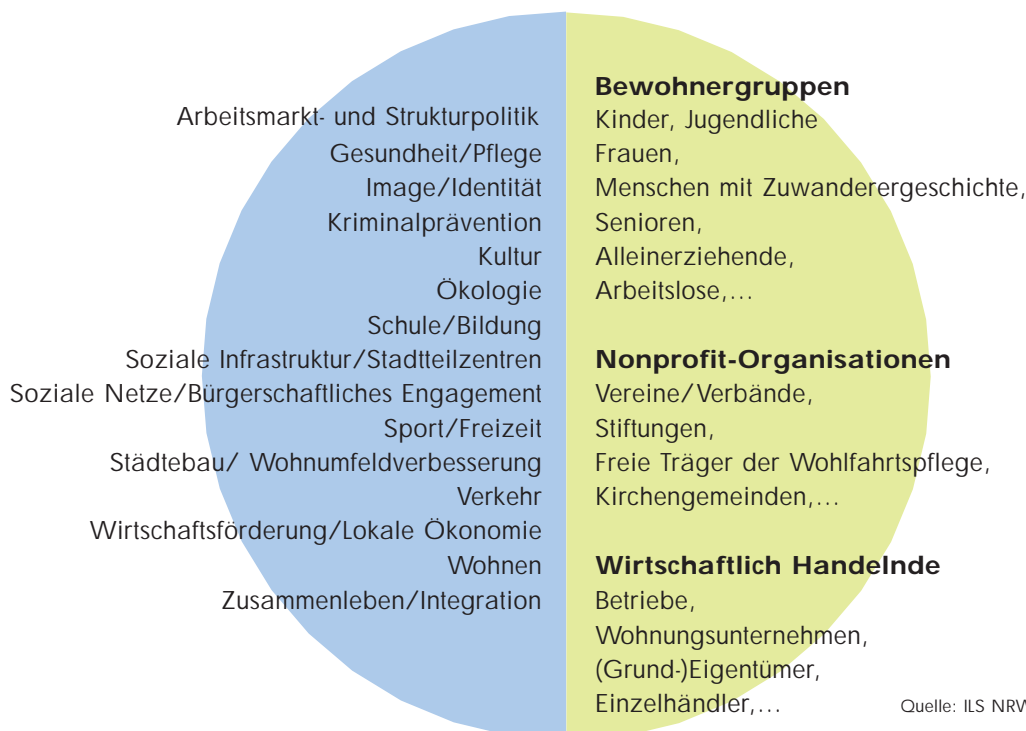 Arbeitsmarkt- und Strukturpolitik
Gesundheit/Pflege
Image/Identität
Kriminalprävention
Kultur
Ökologie
Schule/Bildung
Soziale Infrastruktur/Stadtteilzentren
Soziale Netze/Bürgerschaftliches Engagement
Sport/Freizeit
Städtebau/ Wohnumfeldverbesserung
Verkehr
Wirtschaftsförderung/Lokale Ökonomie
Wohnen
Zusammenleben/Integration
Bewohnergruppen
Kinder, Jugendliche
Frauen,
Menschen mit Zuwanderergeschichte,
Senioren,
Alleinerziehende,
Arbeitslose,…
Nonprofit-Organisationen
Vereine/Verbände,
Stiftungen,
Freie Träger der Wohlfahrtspflege,
Kirchengemeinden,…
Wirtschaftlich Handelnde
Betriebe,
Wohnungsunternehmen,
(Grund-)Eigentümer,
Einzelhändler,…
Quelle: ILS NRW